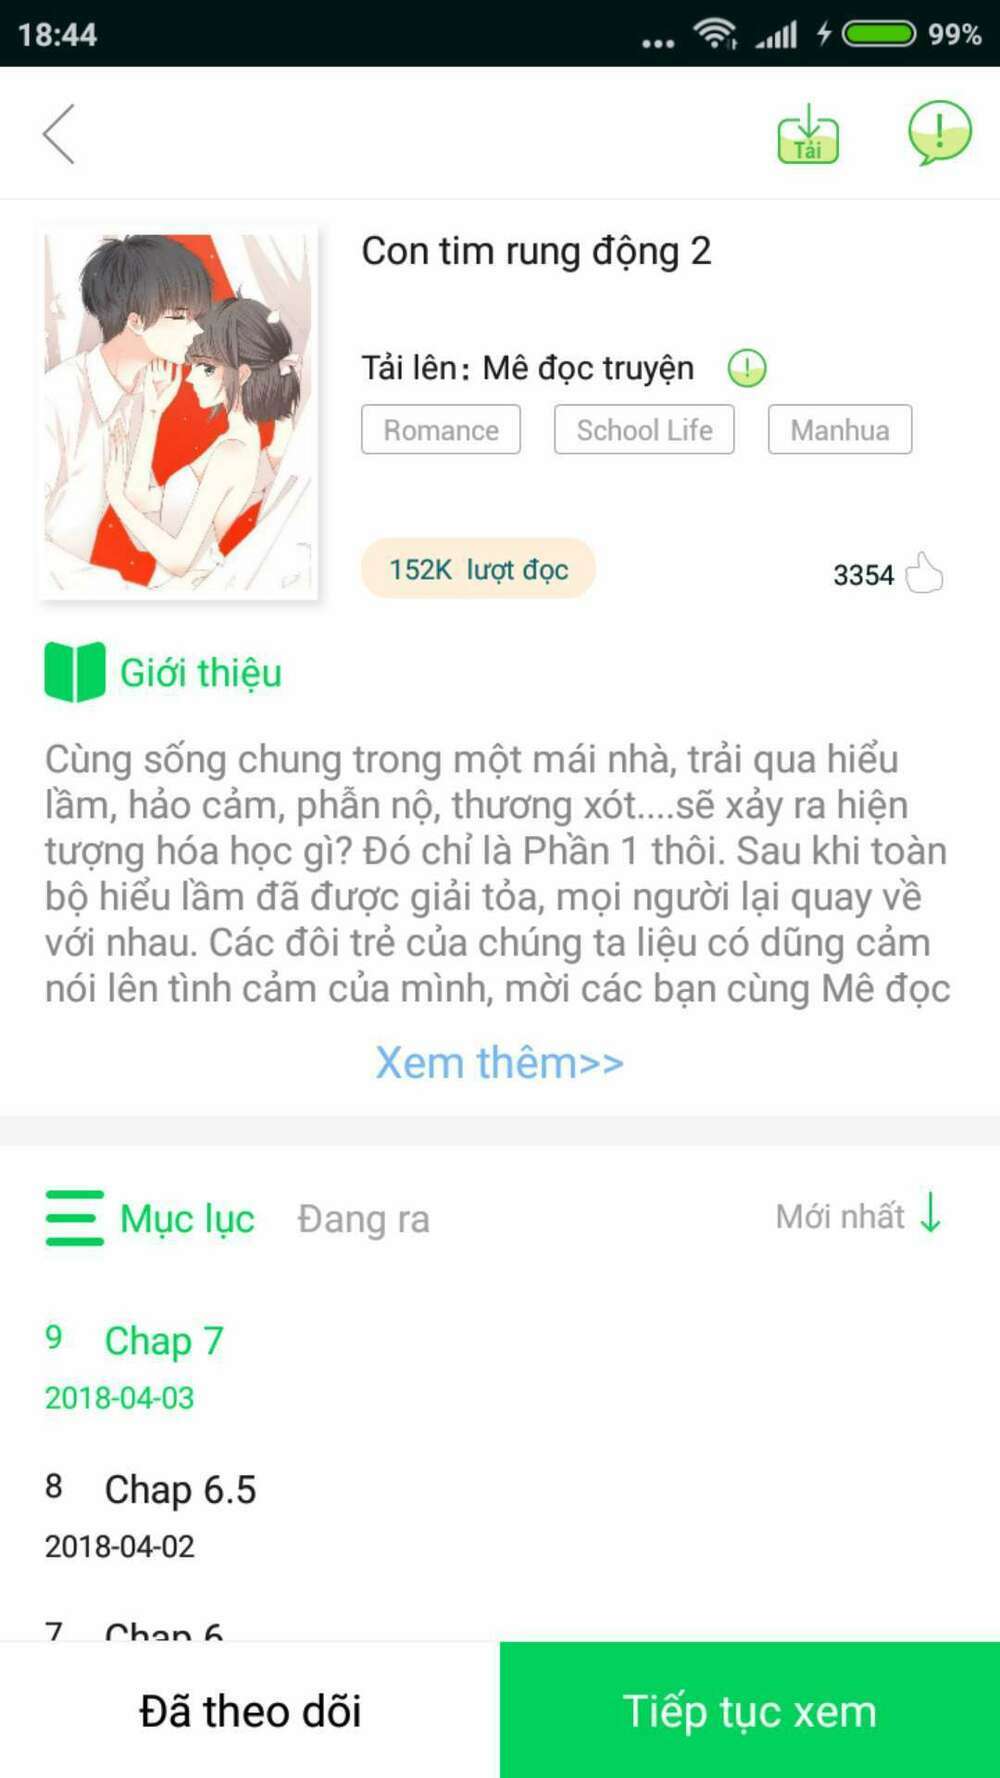 18:44
99%
Tải
Con tim rung động 2
Tải lên: Mê đọc truyện
Romance
School Life
Manhua
152K lượt đọc
3354
Giới thiệu
Cùng sống chung trong một mái nhà, trải qua hiểu
lầm, hảo cảm, phẫn nộ, thương xót....sẽ xảy ra hiện
tượng hóa học gì? Đó chỉ là Phần 1 thôi. Sau khi toàn
bộ hiểu lầm đã được giải tỏa, mọi người lại quay về
với nhau. Các đôi trẻ của chúng ta liệu có dũng cảm
nói lên tình cảm của mình, mời các bạn cùng Mê đọc
Xem thêm>>
Mục lục Đang ra
Mới nhất
9 Chap 7
2018-04-03
8 Chap 6.5
2018-04-02
7 Chap 6
Đã theo dõi
Tiếp tục xem